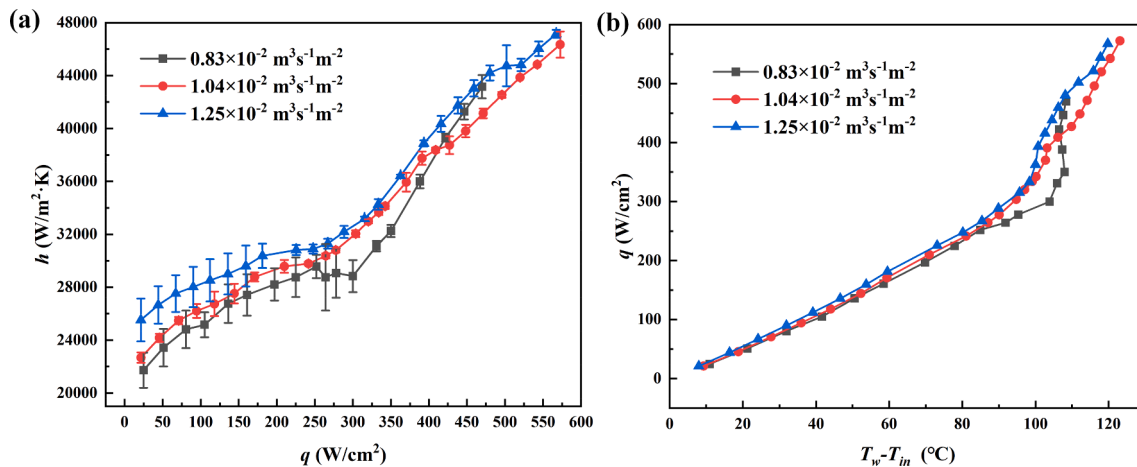 (a)
48000
44000
40000
36000
32000
28000
24000
20000
h (W/m²·K)
0.83×10⁻² m³s⁻¹m⁻²
1.04×10⁻² m³s⁻¹m⁻²
1.25×10⁻² m³s⁻¹m⁻²
0 50 100 150 200 250 300 350 400 450 500 550 600
q (W/cm²)
(b)
600
500
400
300
200
100
0
q (W/cm²)
0.83×10⁻² m³s⁻¹m⁻²
1.04×10⁻² m³s⁻¹m⁻²
1.25×10⁻² m³s⁻¹m⁻²
0 20 40 60 80 100 120
T_w-T_in (°C)